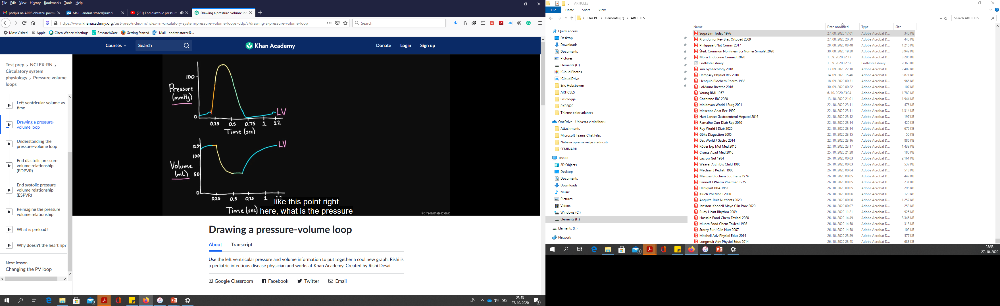 File Edit View History Bookmarks Tools Help
podpis na ARRS obrazcu povrn
Mail - andraz.stozer@um.si
(221) End diastolic pressure-
Drawing a pressure-volume loo
https://www.khanacademy.org/test-prep/nclex-rn/nclex-rn-circulatory-system/pressure-volume-loops-ddp/v/drawing-a-pressure-volume-loop
Search
Most Visited Apple Cisco Webex Meetings ResearchGate Getting Started Mail - andraz.stozer@...
Courses Search Khan Academy Donate Login Sign up
Test prep › NCLEX-RN ›
Circulatory system
physiology › Pressure volume
loops
Left ventricular volume vs.
time
Drawing a pressure-
volume loop
Understanding the
pressure-volume loop
End diastolic pressure-
volume relationship
(EDPVR)
End systolic pressure-
volume relationship
(ESPVR)
Reimagine the pressure
volume relationship
What is preload?
Why doesn't the heart rip?
Next lesson
Changing the PV loop
100
Pressure
(mmHg)
LV
0
0.25 0.5 0.75 1 1.2
Time (sec)
125
LV
100
Volume
(mL)
50
0
0.25 0.5 0.75 1
like this point right
Time (sec) here, what is the pressure
khanacac
Drawing a pressure-volume loop
About Transcript
Use the left ventricular pressure and volume information to put together a cool new graph. Rishi is
a pediatric infectious disease physician and works at Khan Academy. Created by Rishi Desai.
Google Classroom Facebook Twitter Email
3
SLV
23:53
27. 10. 2020
3
ARTICLES
File Home Share View
This PC › Elements (F:) › ARTICLES
Search ARTICLES
Quick access
Desktop
Downloads
Documents
Pictures
Elements (F:)
iCloud Photos
iCloud Drive
Eric Hobsbawm
ARTICLES
Fiziologija
PKP2020
Thieme color atlantes
OneDrive - Univerza v Mariboru
Attachments
Microsoft Teams Chat Files
Nabava opreme večje vrednosti
SEMINARJI
This PC
3D Objects
Desktop
Documents
Downloads
Music
Pictures
Videos
Windows (C:)
Elements (F:)
Elements (F:)
Network
Name Date modified Type Size
Suga Sim Today 1976 27. 08. 2020 17:01 Adobe Acrobat D... 340 KB
Kfuri Junior Rev Bras Ortoped 2009 27. 08. 2020 20:50 Adobe Acrobat D... 440 KB
Philippaert Nat Comm 2017 28. 08. 2020 08:48 Adobe Acrobat D... 1.216 KB
Šterk Commun Nonlinear Sci Numer Simulat 2020 30. 08. 2020 19:20 Adobe Acrobat D... 3.942 KB
Morsi Endocrine Connect 2020 1. 09. 2020 22:17 Adobe Acrobat D... 3.295 KB
EndNote Library 1. 09. 2020 22:57 EndNote Library 9.360 KB
Yan Gynaecology 2018 13. 09. 2020 22:10 Adobe Acrobat D... 2.402 KB
Dempsey Physiol Rev 2010 14. 09. 2020 15:46 Adobe Acrobat D... 3.871 KB
Henquin Biochem Pharm 1982 18. 09. 2020 00:31 Adobe Acrobat D... 966 KB
LoMauro Breathe 2016 30. 09. 2020 00:22 Adobe Acrobat D... 107 KB
Young BMJ 1957 6. 10. 2020 23:24 Adobe Acrobat D... 1.782 KB
Cochrane JBC 2020 13. 10. 2020 21:01 Adobe Acrobat D... 1.944 KB
Moldovan World J Surg 2001 22. 10. 2020 23:11 Adobe Acrobat D... 476 KB
Moscona Anat Rec 1990 22. 10. 2020 23:11 Adobe Acrobat D... 1.314 KB
Hart Lancet Gastroenterol Hepatol 2016 22. 10. 2020 23:12 Adobe Acrobat D... 197 KB
Ramalho Curr Diab Rep 2020 22. 10. 2020 23:14 Adobe Acrobat D... 420 KB
Roy World J Diab 2020 22. 10. 2020 23:14 Adobe Acrobat D... 679 KB
Göke Diagestion 2005 22. 10. 2020 23:15 Adobe Acrobat D... 50 KB
Das World J Gastro 2014 22. 10. 2020 23:16 Adobe Acrobat D... 886 KB
Röder Exp Mol Med 2016 22. 10. 2020 23:17 Adobe Acrobat D... 1.439 KB
Cruess Acad Med 2016 25. 10. 2020 21:28 Adobe Acrobat D... 180 KB
Lacroix Gut 1984 26. 10. 2020 00:03 Adobe Acrobat D... 2.161 KB
Weaver Arch Dis Child 1986 26. 10. 2020 00:03 Adobe Acrobat D... 537 KB
Maclean J Pediatr 1980 26. 10. 2020 00:04 Adobe Acrobat D... 513 KB
Menzies Biochem Soc Trans 1974 26. 10. 2020 00:05 Adobe Acrobat D... 447 KB
Bennett J Pharm Pharmac 1975 26. 10. 2020 00:05 Adobe Acrobat D... 231 KB
Dahlqvist BBA 1965 26. 10. 2020 00:05 Adobe Acrobat D... 296 KB
Kluch Pol Med J 2020 26. 10. 2020 00:06 Adobe Acrobat D... 129 KB
Anguita-Ruiz Nutrients 2020 26. 10. 2020 00:06 Adobe Acrobat D... 1.257 KB
Jansson-Knodell Mayo Clin Proc 2020 26. 10. 2020 00:07 Adobe Acrobat D... 253 KB
Rudy Heart Rhythm 2009 26. 10. 2020 11:21 Adobe Acrobat D... 925 KB
Hossain Food Chem Toxicol 2020 26. 10. 2020 14:49 Adobe Acrobat D... 8.346 KB
Munro Food Chem Toxicol 1998 26. 10. 2020 14:50 Adobe Acrobat D... 318 KB
Storey Eur J Clin Nutr 2007 26. 10. 2020 14:50 Adobe Acrobat D... 102 KB
Mitchell Adv Physiol Educ 2014 26. 10. 2020 23:39 Adobe Acrobat D... 577 KB
Longmuir Adv Physiol Educ 2014 26. 10. 2020 23:43 Adobe Acrobat D... 683 KB
3
23:53
27. 10. 2020